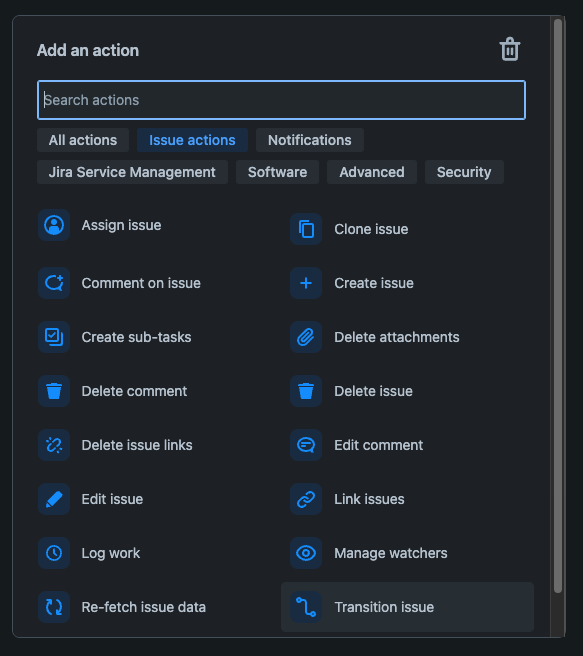 Add an action
Search actions
All actions
Issue actions
Notifications
Jira Service Management
Software
Advanced
Security
Assign issue
Clone issue
Comment on issue
Create issue
Create sub-tasks
Delete attachments
Delete comment
Delete issue
Delete issue links
Edit comment
Edit issue
Link issues
Log work
Manage watchers
Re-fetch issue data
Transition issue